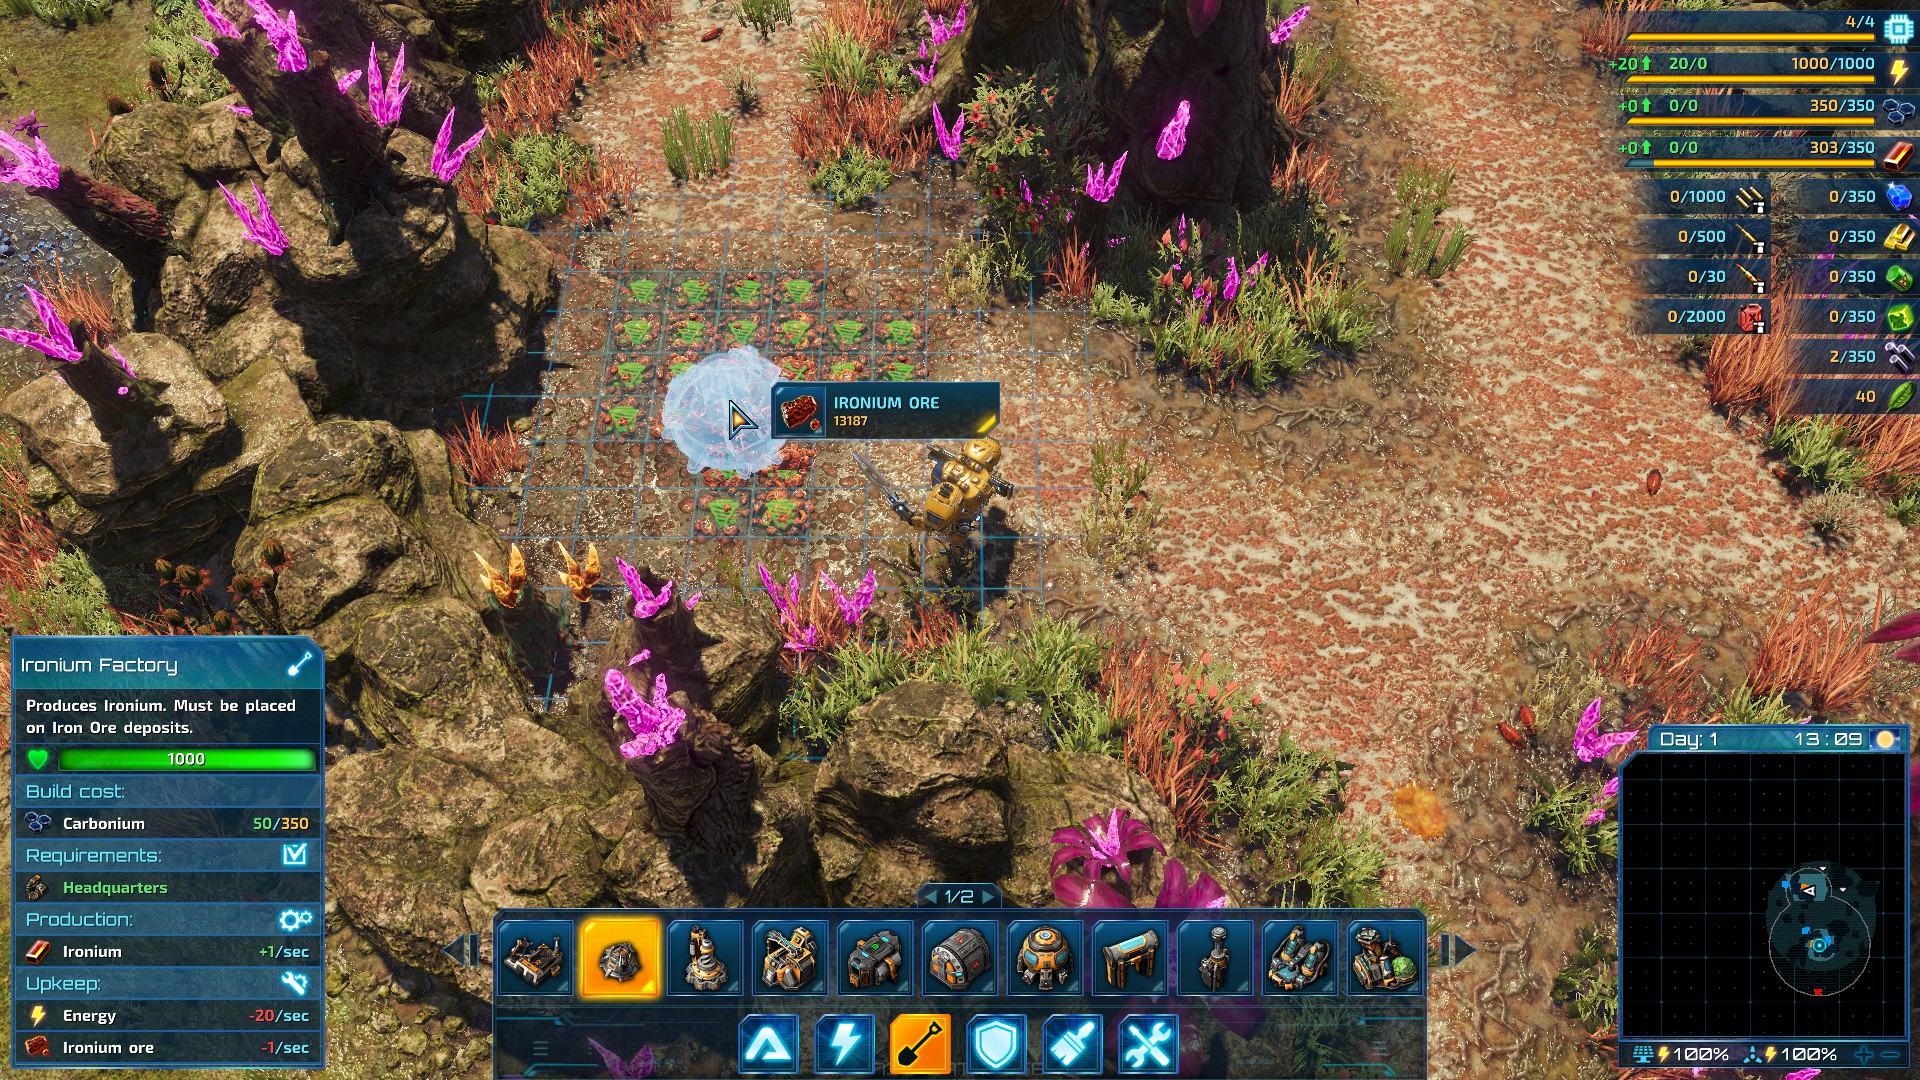 4/4
+20 20/0 1000/1000
+0 0/0 350/350
+0 0/0 303/350
0/1000 0/350
0/500 0/350
0/30 0/350
0/2000 0/350
2/350
40
IRONIUM ORE
13187
Ironium Factory
Produces Ironium. Must be placed
on Iron Ore deposits.
1000
Build cost:
Carbonium 50/350
Requirements:
Headquarters
Production:
Ironium +1/sec
Upkeep:
Energy -20/sec
Ironium ore -1/sec
1/2
Day: 1 13:09
100% 100%